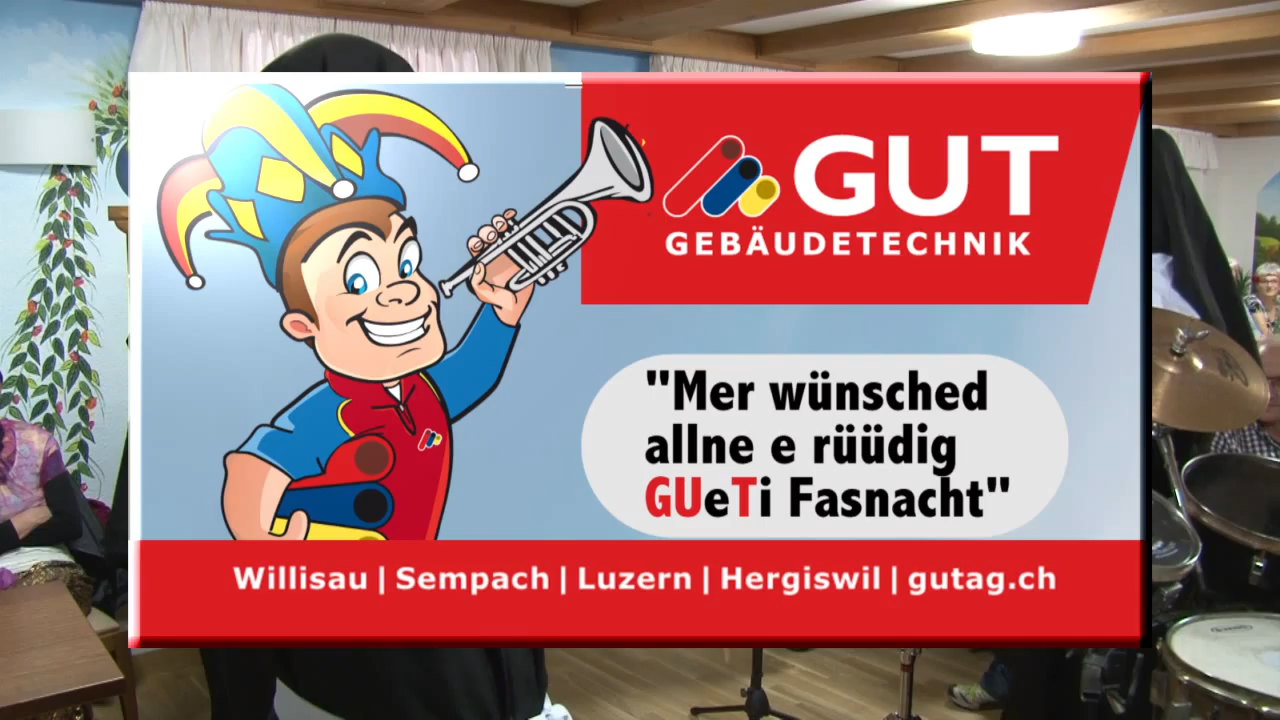 GUT
GEBÄUDETECHNIK
"Mer wünsched
allne e rüüdig
GUeTi Fasnacht"
Willisau | Sempach | Luzern | Hergiswil | gutag.ch